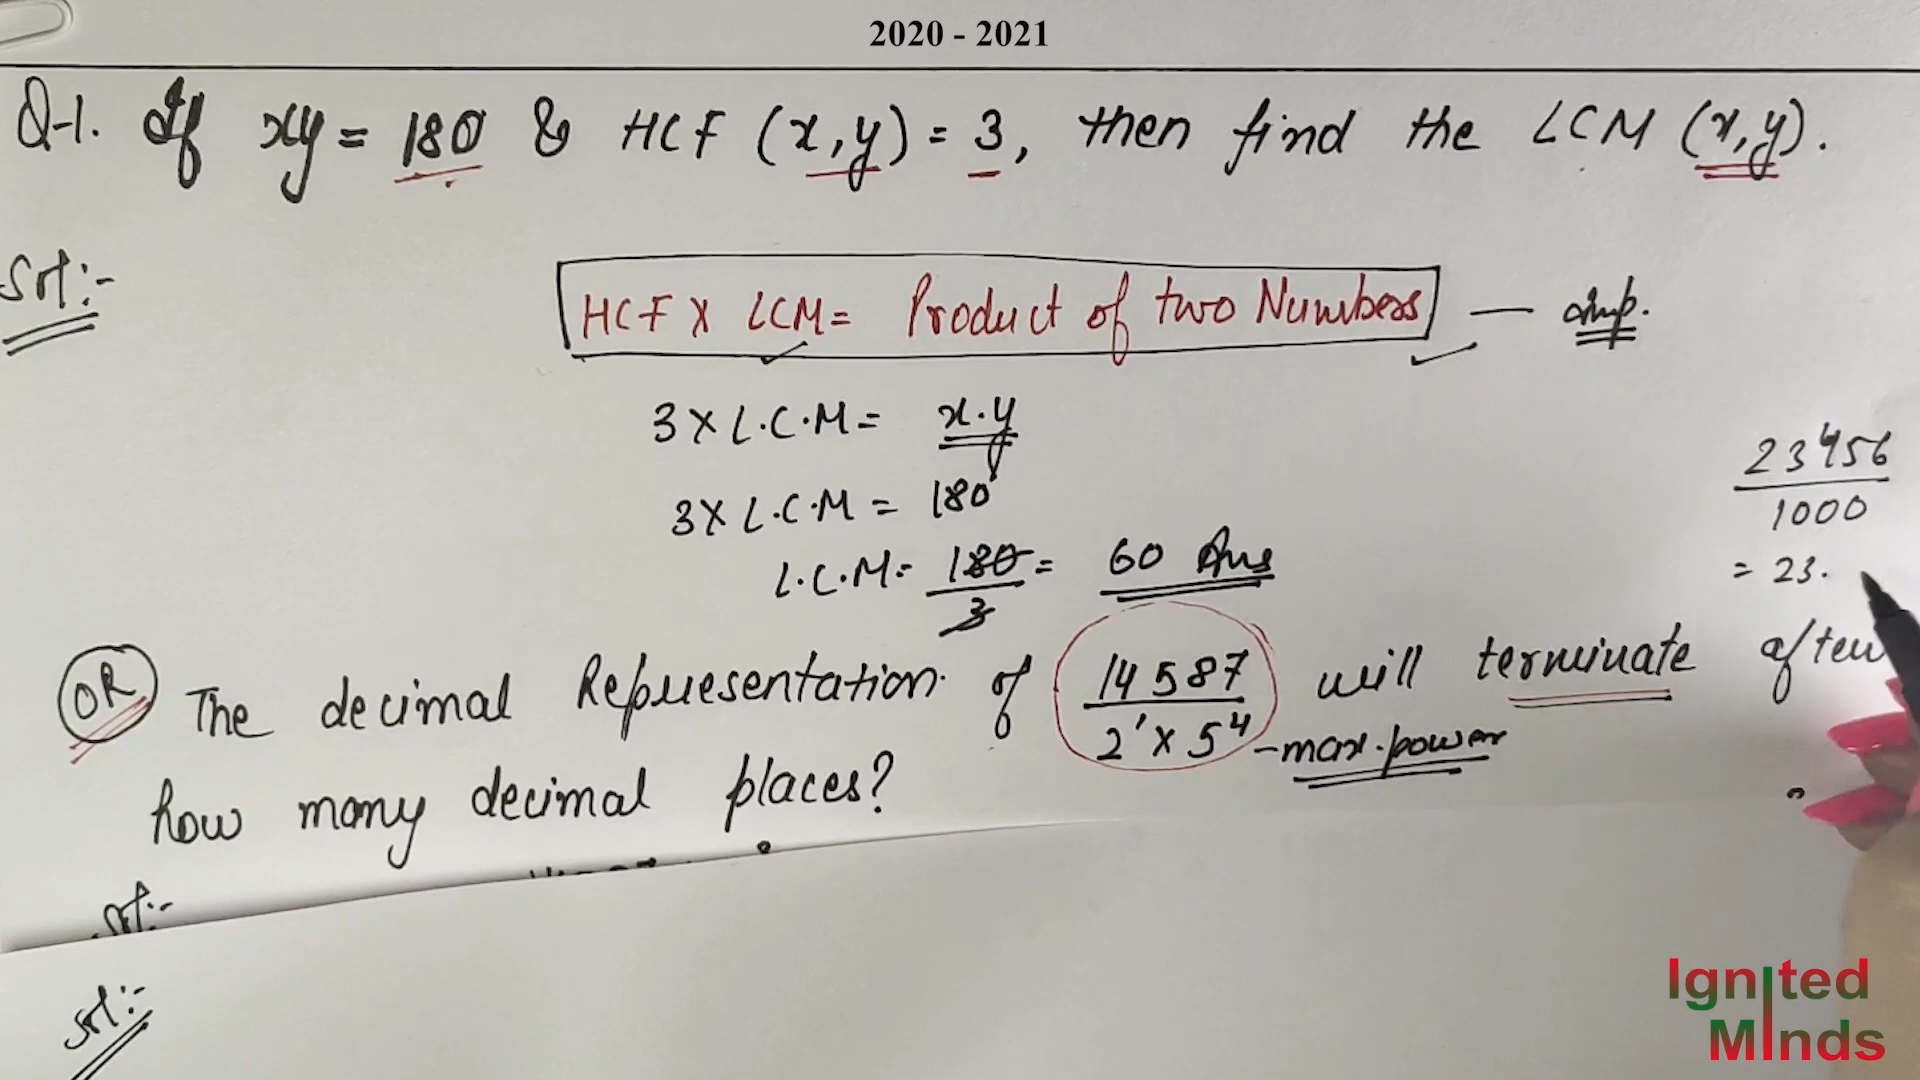 2020 - 2021
Q-1. If xy = 180 & HCF (x,y) = 3, then find the LCM (x,y).
Sol:-
HCF X LCM = Product of two Numbers — Imp.
3 X L.C.M = x.y
3 X L.C.M = 180
L.C.M = 180/3 = 60 Ans
23456
1000
= 23.
OR The decimal Representation of 14587/2¹ x 5⁴ will terminate after
- max. power
how many decimal places?
Sol:-
Sol:-
Ignited
Minds